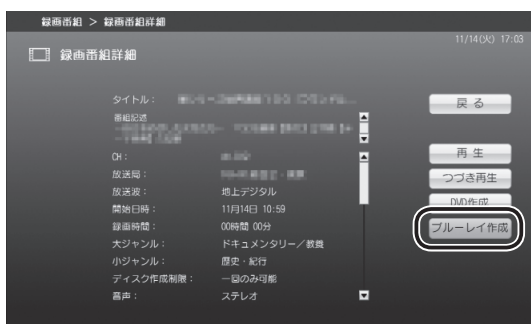 録画番組 > 録画番組詳細
11/14(火) 17:03
録画番組詳細
タイトル：
番組記述
CH：
放送局：
放送波： 地上デジタル
開始日時： 11月14日 10:59
録画時間： 00時間 00分
大ジャンル： ドキュメンタリー／教養
小ジャンル： 歴史・紀行
ディスク作成制限： 一回のみ可能
音声： ステレオ
戻る
再生
つづき再生
DVD作成
ブルーレイ作成